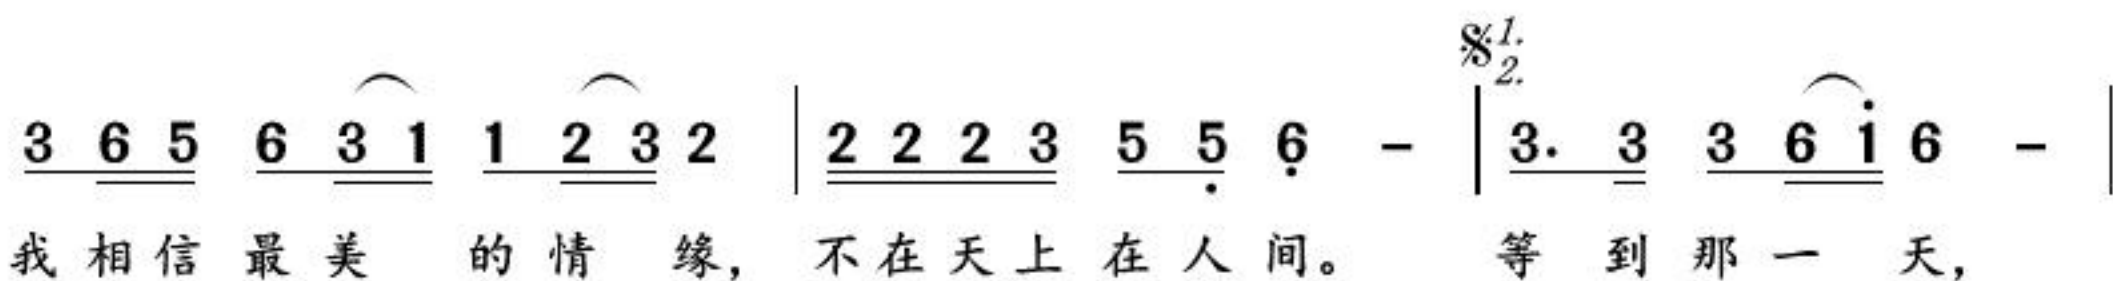 𝄋 1.
2.
3 6 5 6 3 1 1 2 3 2 | 2 2 2 3 5 5̣ 6̣ – | 3. 3 3 6 1̇ 6 – |
我相信最美的情缘，不在天上在人间。等到那一天，